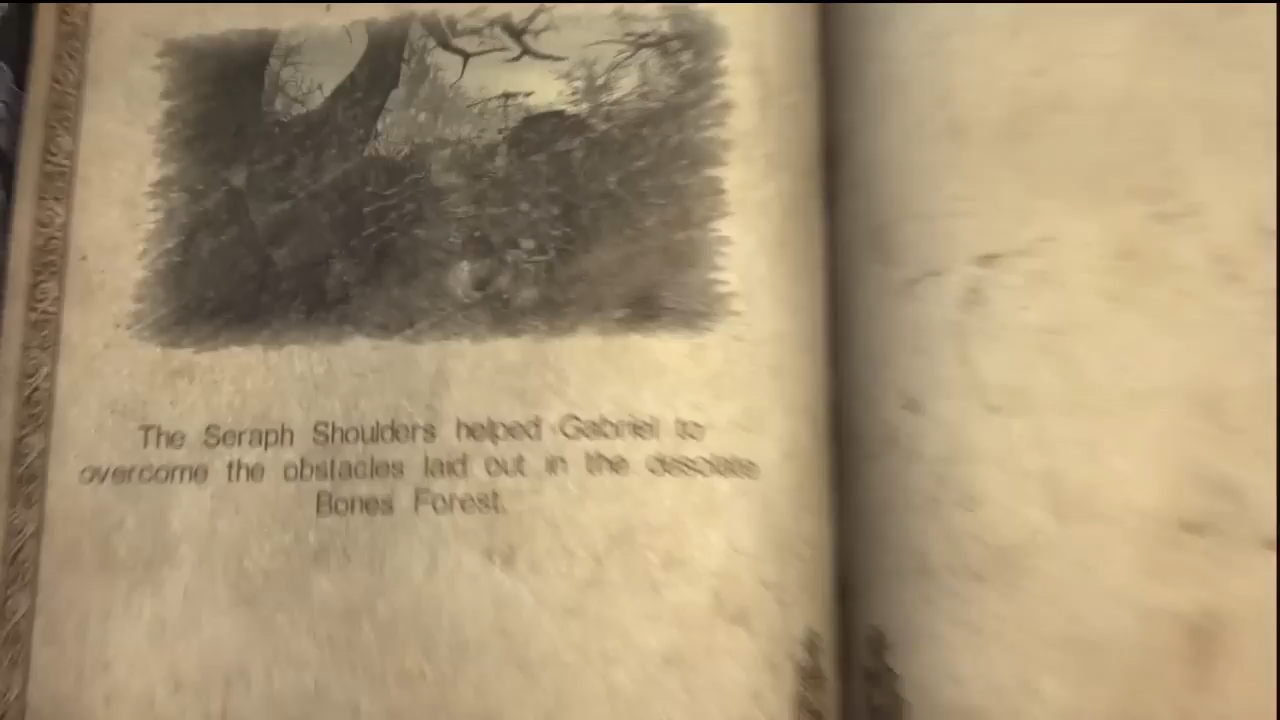 The Seraph Shoulders helped Gabriel to
overcome the obstacles laid out in the desolate
Bones Forest.